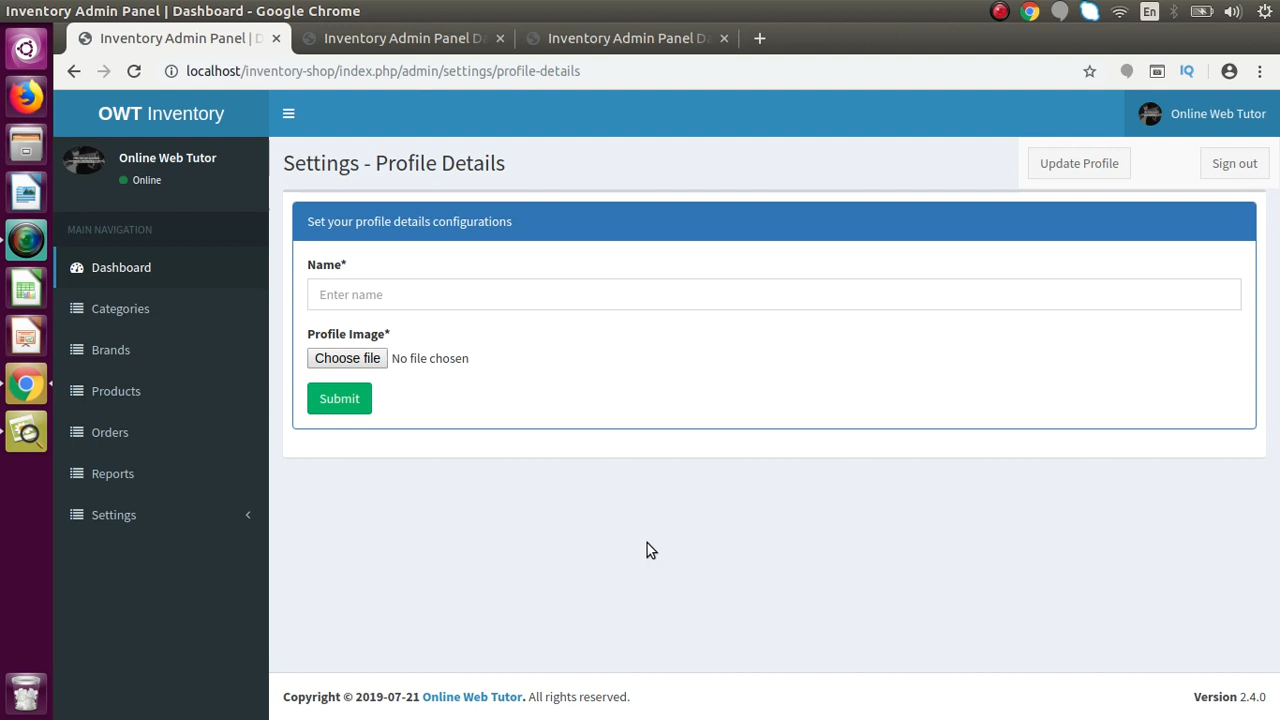 Inventory Admin Panel | Dashboard - Google Chrome
En
Inventory Admin Panel | D
Inventory Admin Panel Da
Inventory Admin Panel Da
localhost/inventory-shop/index.php/admin/settings/profile-details
IQ
OWT Inventory
Online Web Tutor
Online Web Tutor
Online
Settings - Profile Details
Update Profile
Sign out
MAIN NAVIGATION
Dashboard
Categories
Brands
Products
Orders
Reports
Settings
Set your profile details configurations
Name*
Enter name
Profile Image*
Choose file No file chosen
Submit
Copyright © 2019-07-21 Online Web Tutor. All rights reserved.
Version 2.4.0